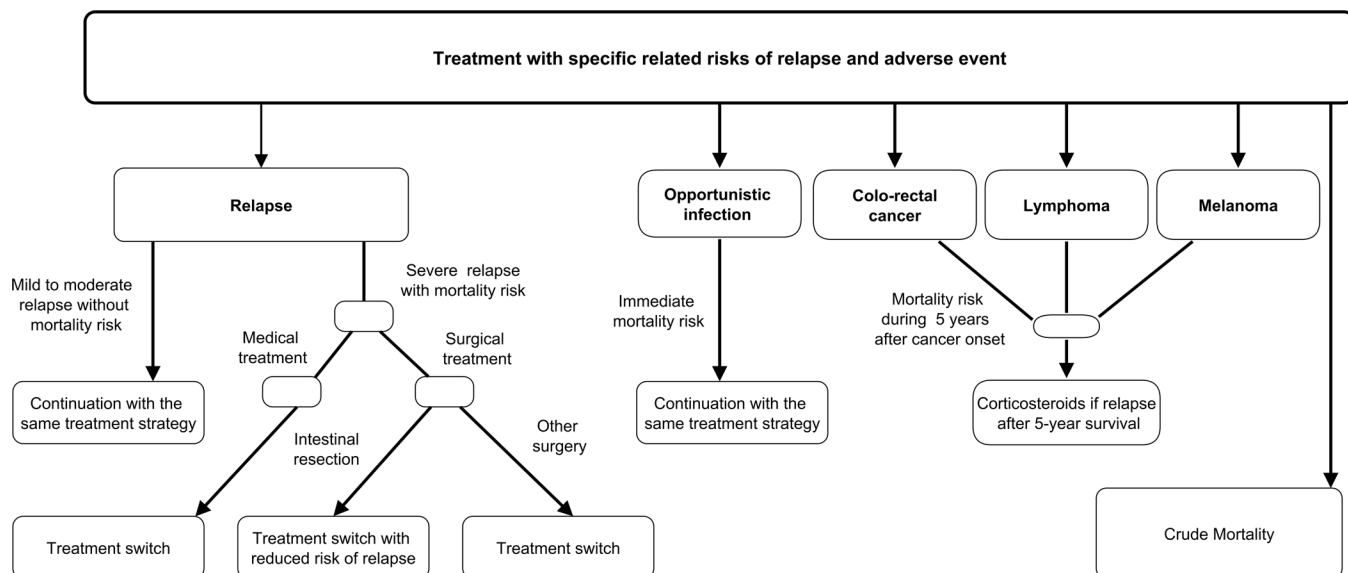 Treatment with specific related risks of relapse and adverse event
Relapse
Opportunistic
infection
Colo-rectal
cancer
Lymphoma
Melanoma
Mild to moderate
relapse without
mortality risk
Severe relapse
with mortality risk
Medical
treatment
Surgical
treatment
Immediate
mortality risk
Mortality risk
during 5 years
after cancer onset
Continuation with the
same treatment strategy
Intestinal
resection
Other
surgery
Continuation with the
same treatment strategy
Corticosteroids if relapse
after 5-year survival
Treatment switch
Treatment switch with
reduced risk of relapse
Treatment switch
Crude Mortality